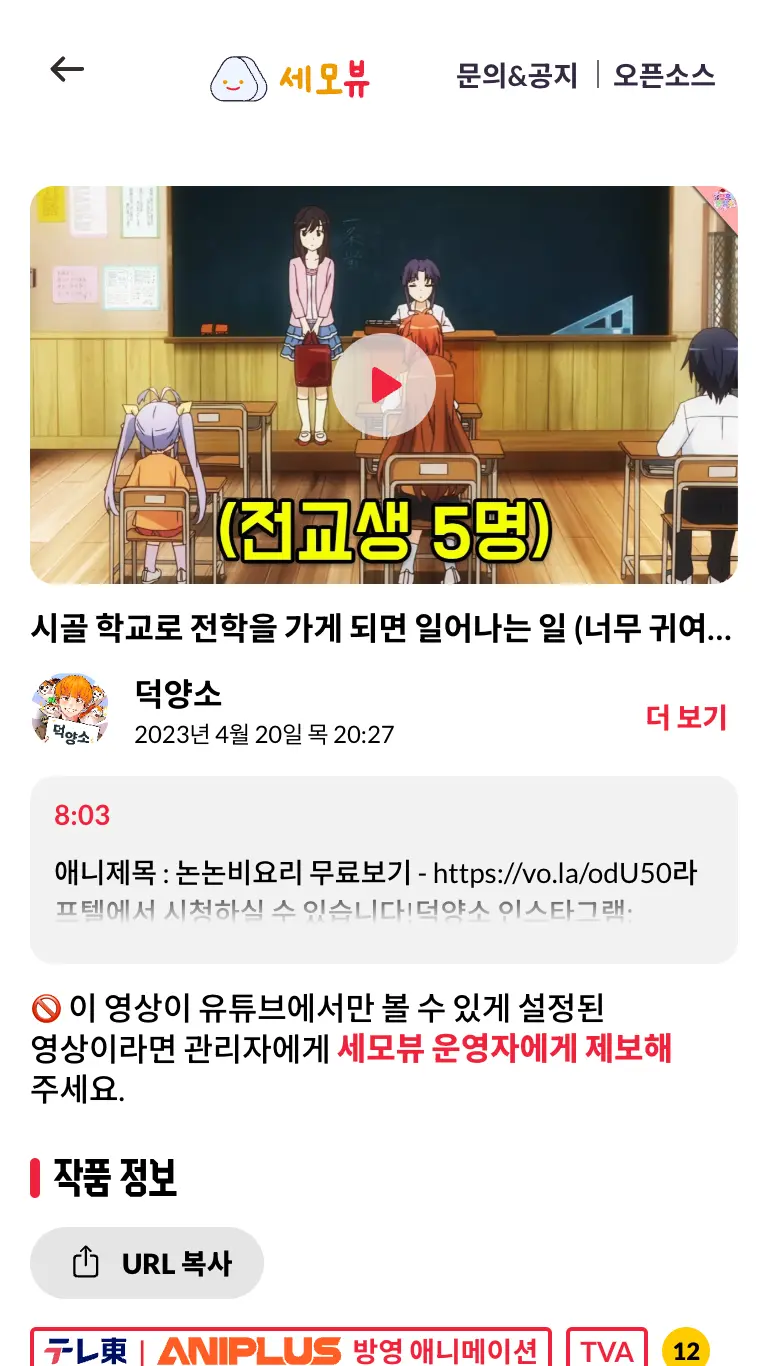 세모뷰
문의&공지 | 오픈소스
(전교생 5명)
시골 학교로 전학을 가게 되면 일어나는 일 (너무 귀여...
덕양소
덕양소
2023년 4월 20일 목 20:27
더 보기
8:03
애니제목 : 논논비요리 무료보기 - https://vo.la/odU50라
프텔에서 시청하실 수 있습니다!덕양소 인스타그램:
🚫 이 영상이 유튜브에서만 볼 수 있게 설정된
영상이라면 관리자에게 세모뷰 운영자에게 제보해
주세요.
작품 정보
URL 복사
テレ東 | ANIPLUS 방영 애니메이션
TVA
12